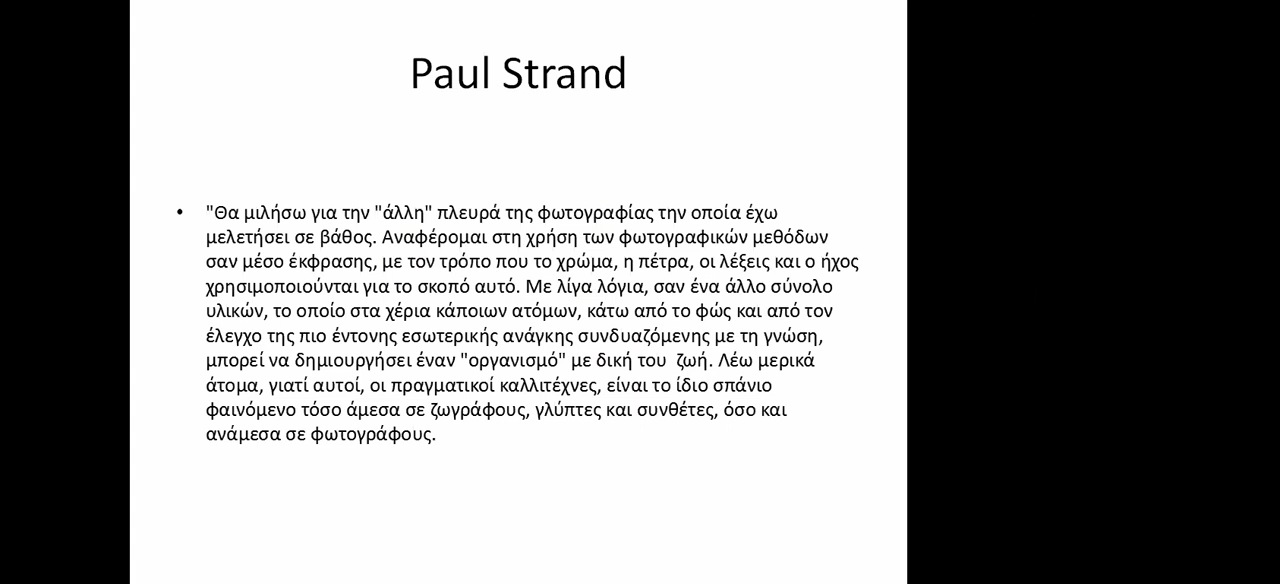 Paul Strand
• "Θα μιλήσω για την "άλλη" πλευρά της φωτογραφίας την οποία έχω
μελετήσει σε βάθος. Αναφέρομαι στη χρήση των φωτογραφικών μεθόδων
σαν μέσο έκφρασης, με τον τρόπο που το χρώμα, η πέτρα, οι λέξεις και ο ήχος
χρησιμοποιούνται για το σκοπό αυτό. Με λίγα λόγια, σαν ένα άλλο σύνολο
υλικών, το οποίο στα χέρια κάποιων ατόμων, κάτω από το φώς και από τον
έλεγχο της πιο έντονης εσωτερικής ανάγκης συνδυαζόμενης με τη γνώση,
μπορεί να δημιουργήσει έναν "οργανισμό" με δική του  ζωή. Λέω μερικά
άτομα, γιατί αυτοί, οι πραγματικοί καλλιτέχνες, είναι το ίδιο σπάνιο
φαινόμενο τόσο άμεσα σε ζωγράφους, γλύπτες και συνθέτες, όσο και
ανάμεσα σε φωτογράφους.